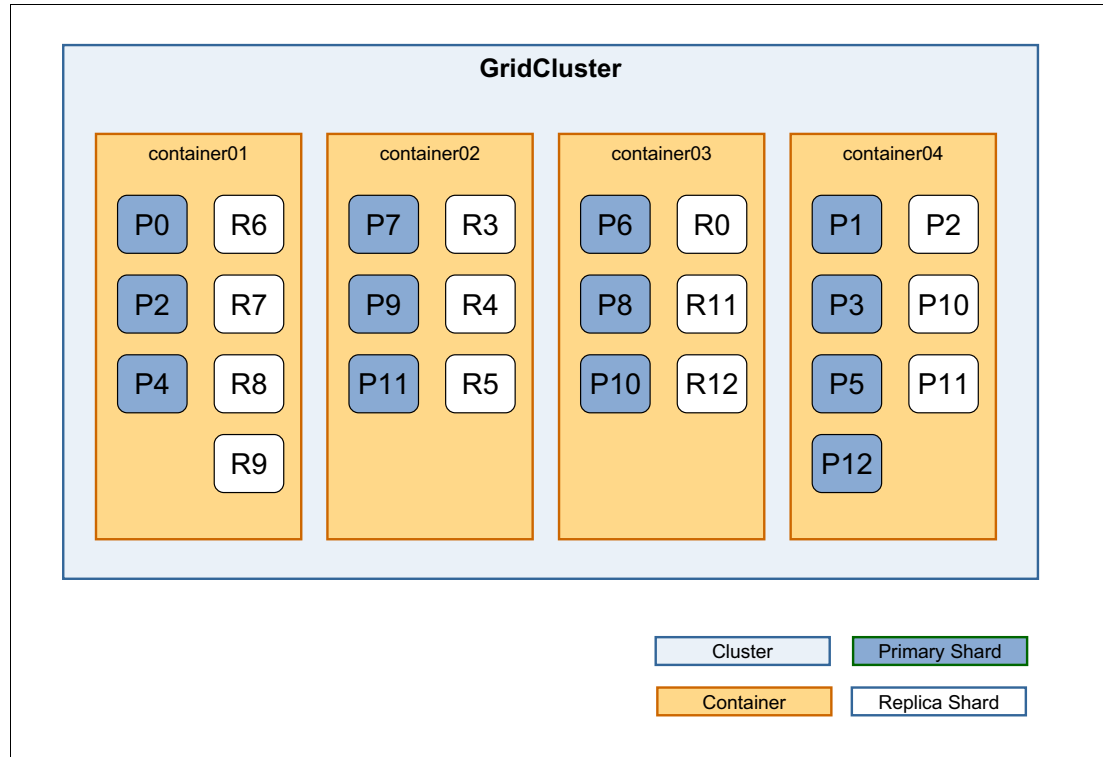 GridCluster
container01
container02
container03
container04
P0 R6
P7 R3
P6 R0
P1 P2
P2 R7
P9 R4
P8 R11
P3 P10
P4 R8
P11 R5
P10 R12
P5 P11
R9
P12
Cluster
Primary Shard
Container
Replica Shard